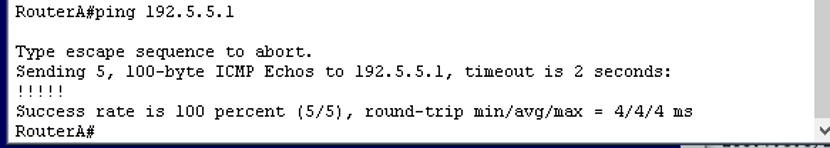 RouterA#ping 192.5.5.1
Type escape sequence to abort.
Sending 5, 100-byte ICMP Echos to 192.5.5.1, timeout is 2 seconds:
!!!!!
Success rate is 100 percent (5/5), round-trip min/avg/max = 4/4/4 ms
RouterA#